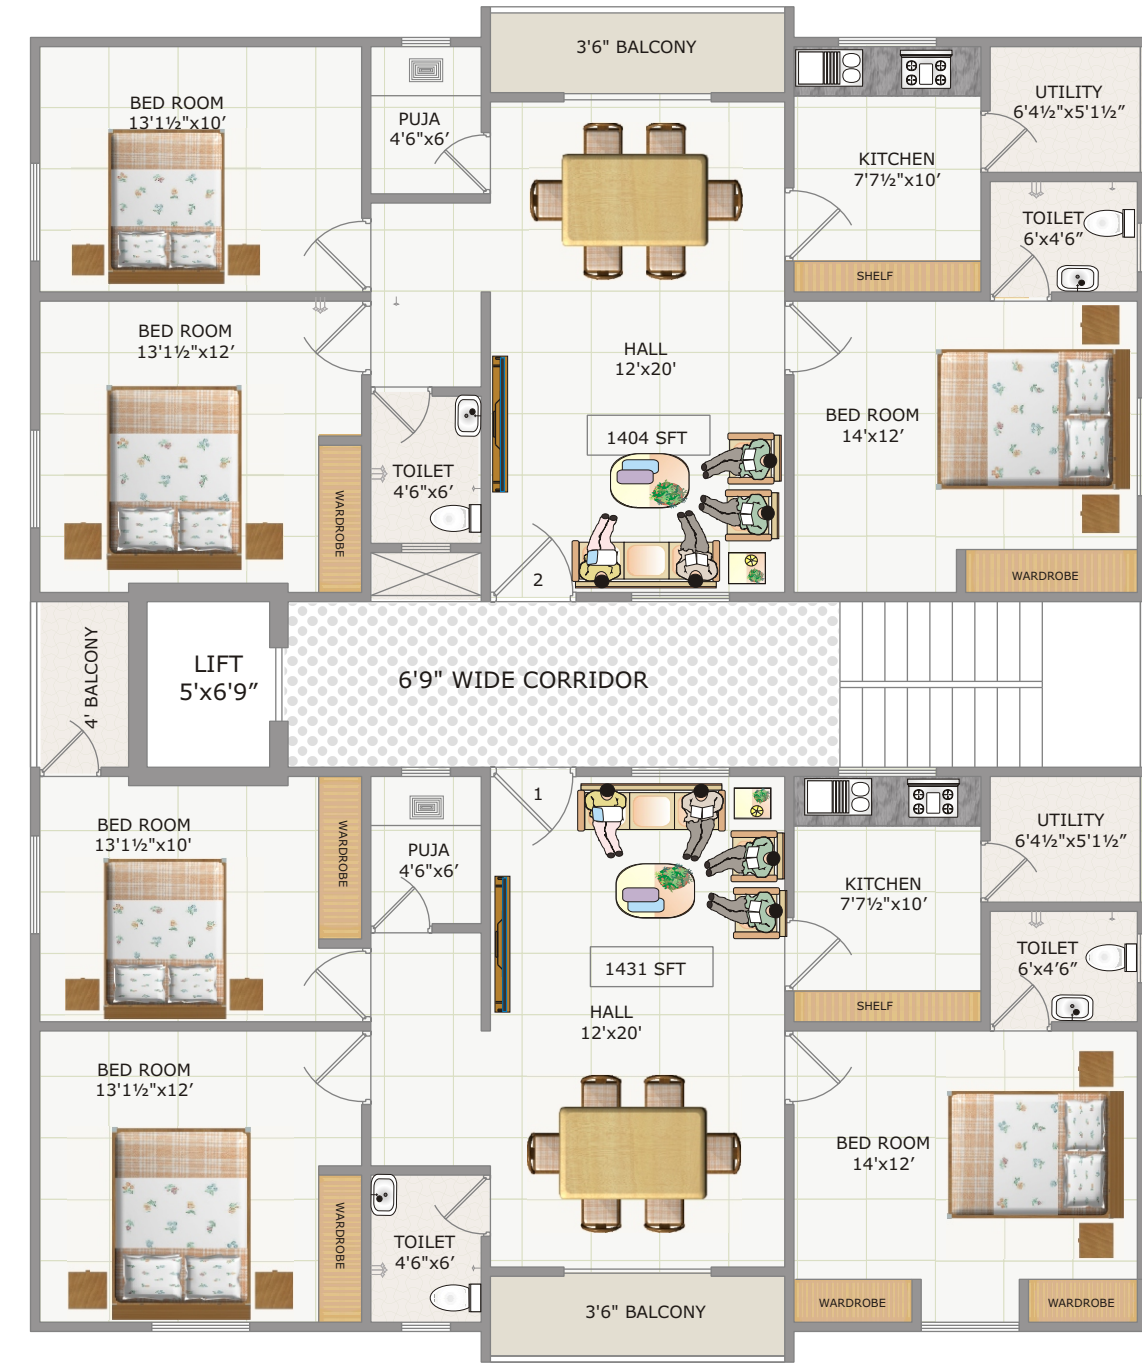 3'6" BALCONY
BED ROOM
13'1½"x10′
PUJA
4'6"x6′
UTILITY
6'4½"x5'1½″
KITCHEN
7'7½"x10′
TOILET
6'x4'6″
SHELF
BED ROOM
13'1½"x12′
HALL
12'x20'
1404 SFT
BED ROOM
14'x12′
TOILET
4'6"x6′
WARDROBE
WARDROBE
2
4' BALCONY
LIFT
5'x6'9″
6'9" WIDE CORRIDOR
1
BED ROOM
13'1½"x10'
WARDROBE
PUJA
4'6"x6′
UTILITY
6'4½"x5'1½″
KITCHEN
7'7½"x10′
TOILET
6'x4′6″
1431 SFT
SHELF
HALL
12'x20'
BED ROOM
13'1½"x12′
BED ROOM
14'x12′
WARDROBE
TOILET
4'6"x6′
3'6" BALCONY
WARDROBE
WARDROBE